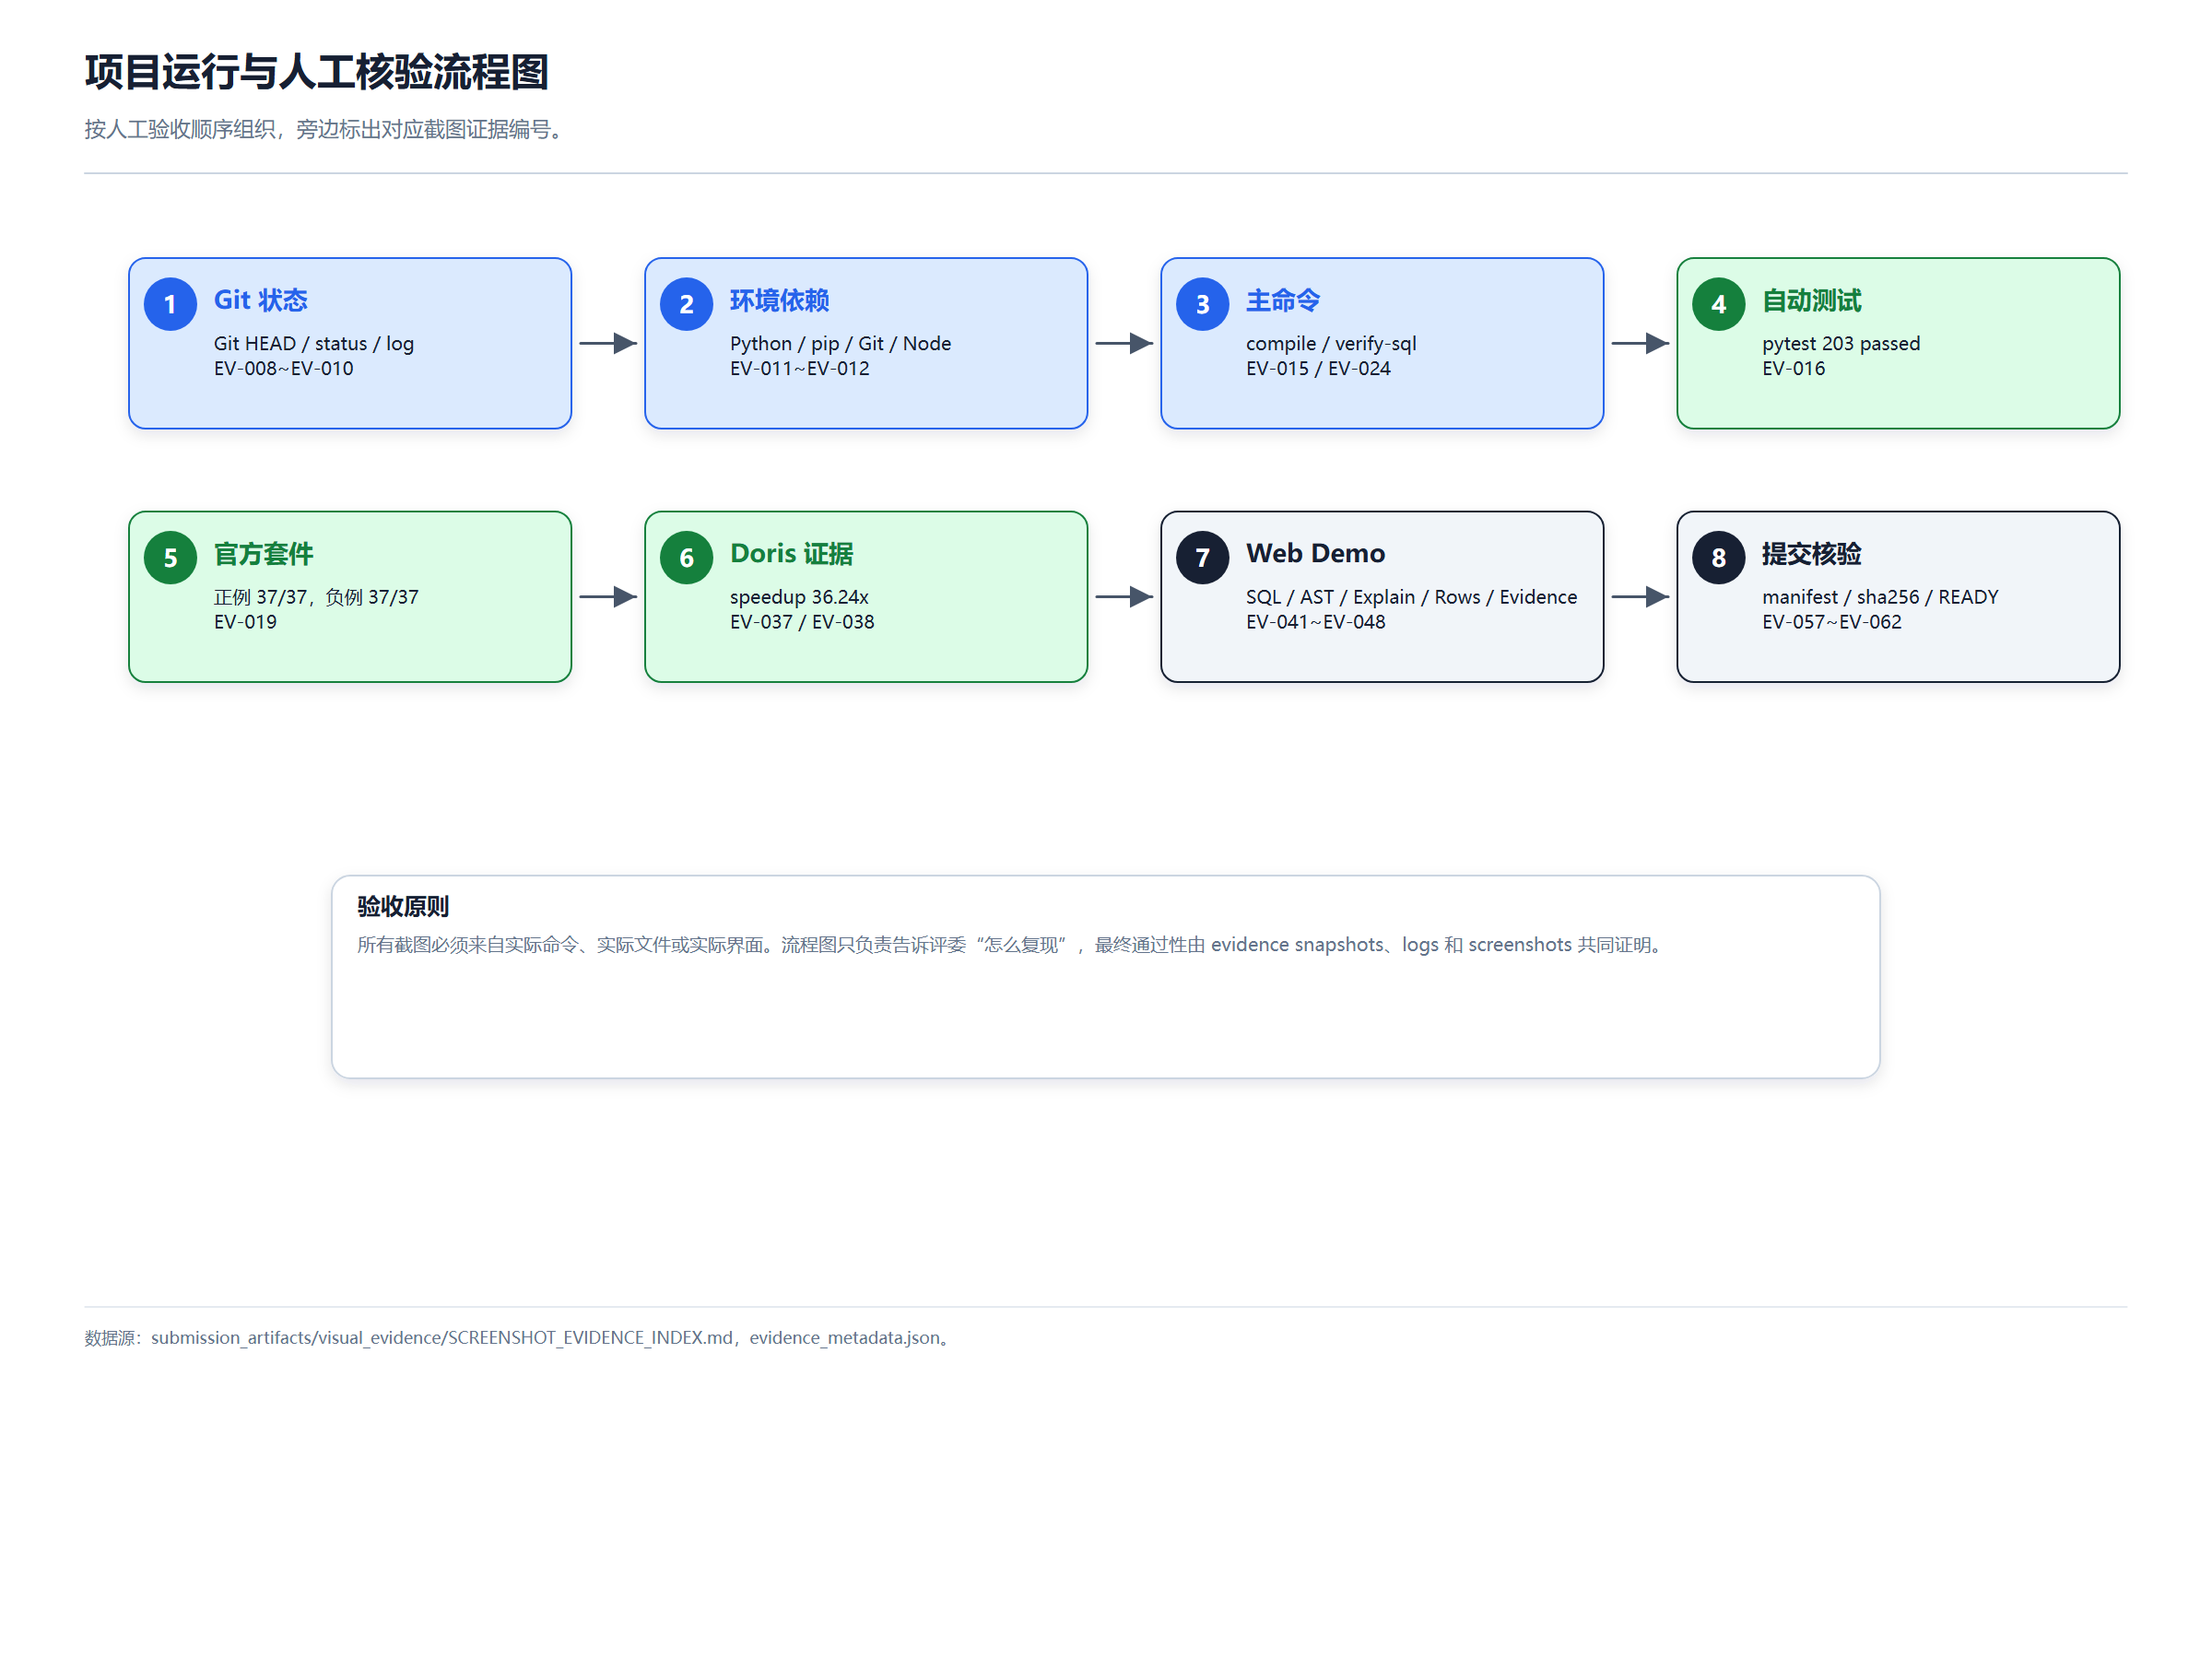 项目运行与人工核验流程图
按人工验收顺序组织，旁边标出对应截图证据编号。
1
Git 状态
Git HEAD / status / log
EV-008~EV-010
2
环境依赖
Python / pip / Git / Node
EV-011~EV-012
3
主命令
compile / verify-sql
EV-015 / EV-024
4
自动测试
pytest 203 passed
EV-016
5
官方套件
正例 37/37，负例 37/37
EV-019
6
Doris 证据
speedup 36.24x
EV-037 / EV-038
7
Web Demo
SQL / AST / Explain / Rows / Evidence
EV-041~EV-048
8
提交核验
manifest / sha256 / READY
EV-057~EV-062
验收原则
所有截图必须来自实际命令、实际文件或实际界面。流程图只负责告诉评委“怎么复现”，最终通过性由 evidence snapshots、logs 和 screenshots 共同证明。
数据源：submission_artifacts/visual_evidence/SCREENSHOT_EVIDENCE_INDEX.md，evidence_metadata.json。